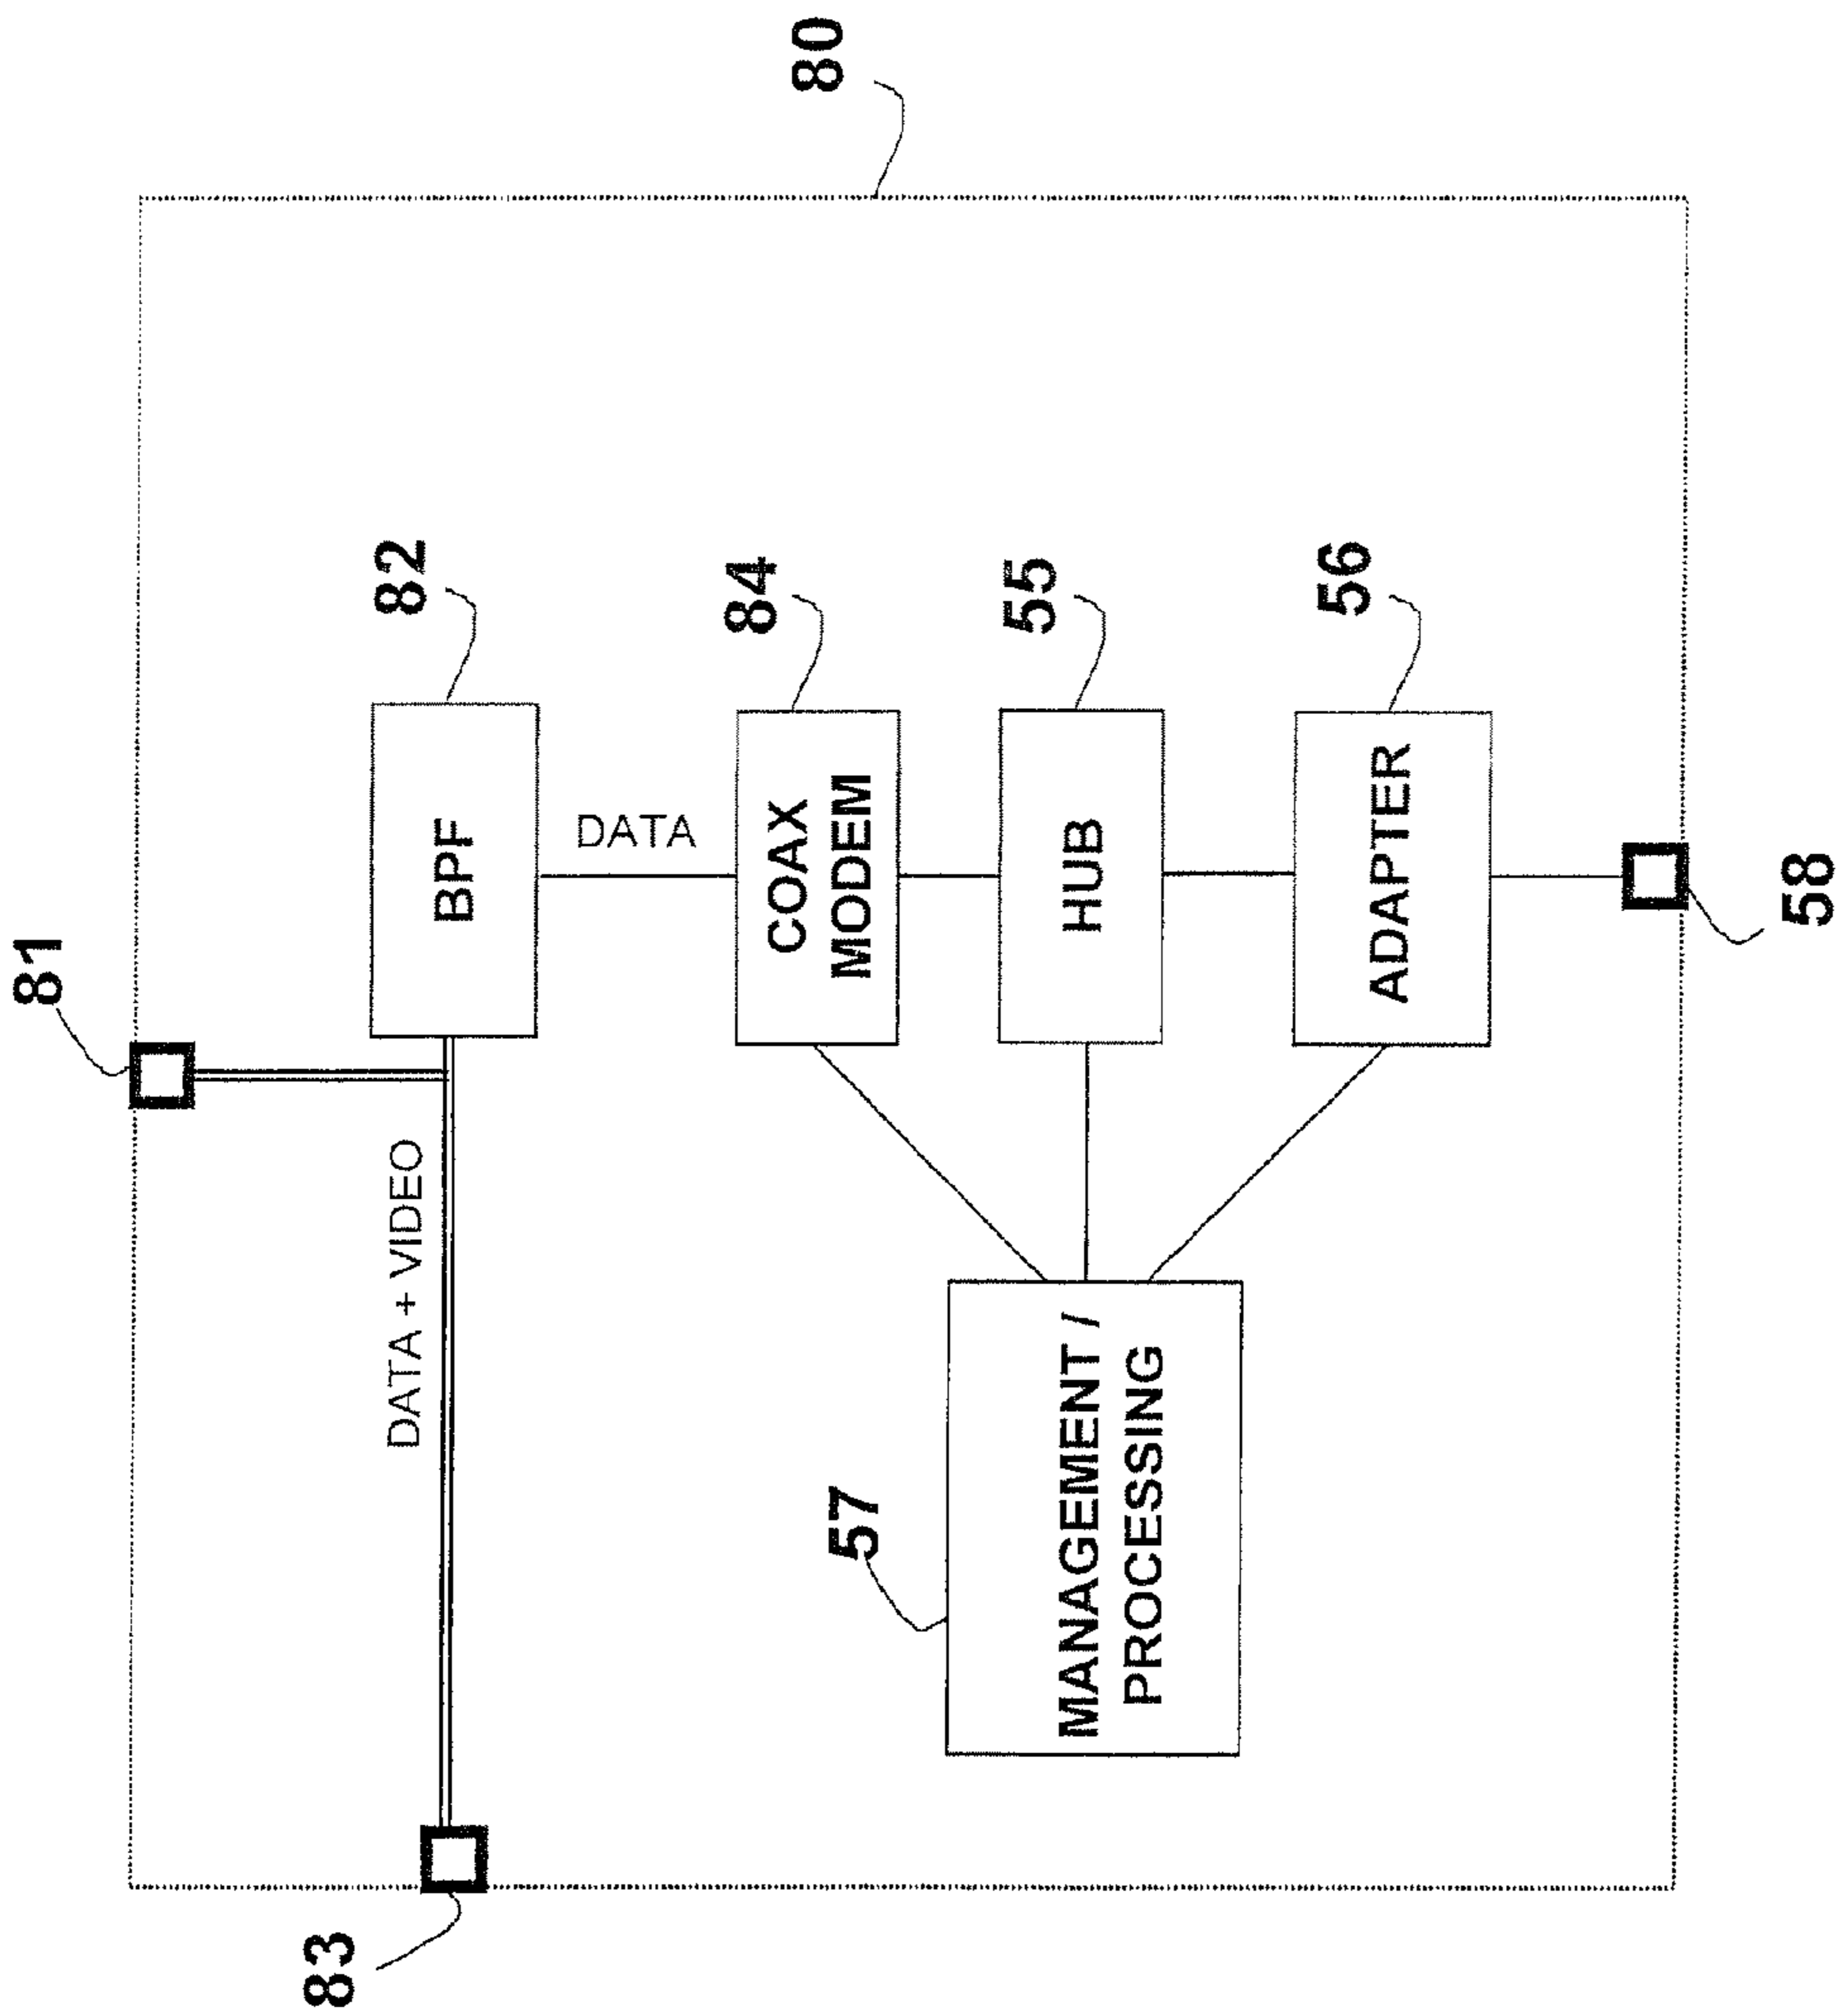 80
81
82
BPF
DATA + VIDEO
83
DATA
84
COAX
MODEM
55
HUB
56
ADAPTER
57
MANAGEMENT /
PROCESSING
58